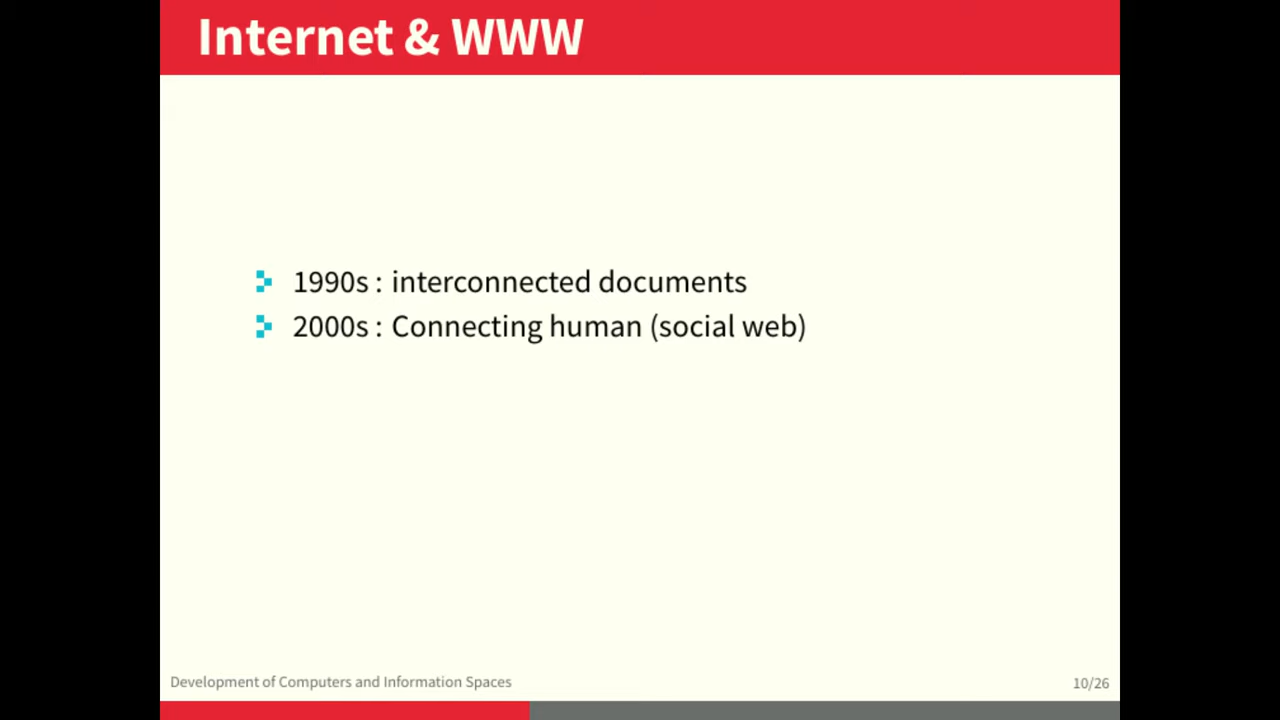 Internet & WWW
1990s : interconnected documents
2000s : Connecting human (social web)
Development of Computers and Information Spaces
10/26